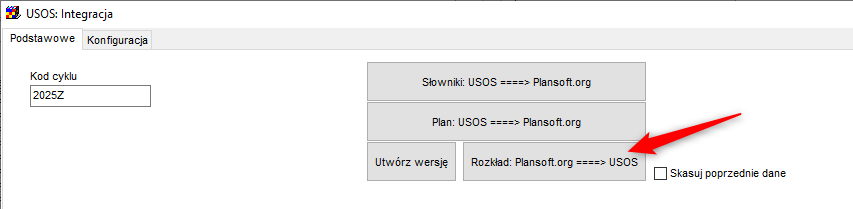 USOS: Integracja
Podstawowe Konfiguracja
Kod cyklu
2025Z
Słowniki: USOS ====> Plansoft.org
Plan: USOS ====> Plansoft.org
Utwórz wersję Rozkład: Plansoft.org ====> USOS
Skasuj poprzednie dane